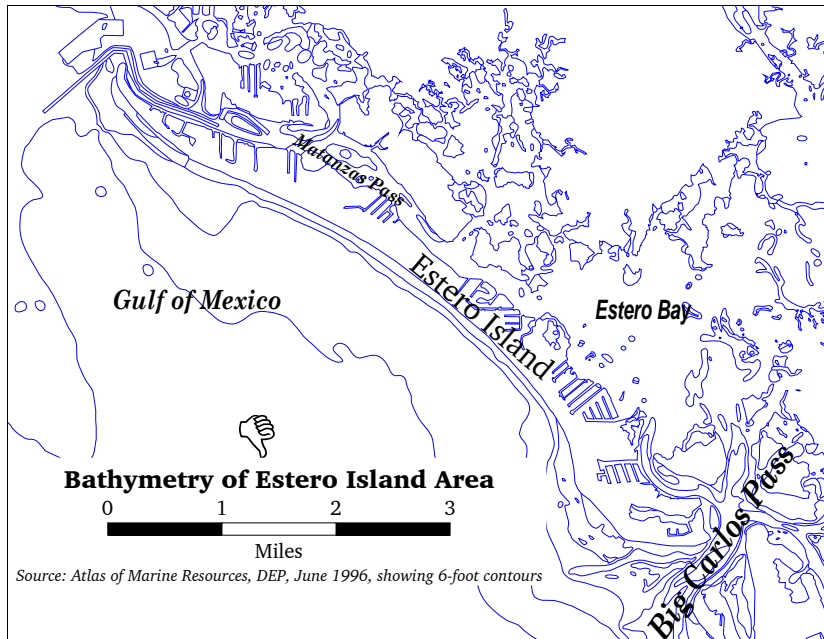 Matanzas Pass
Estero Island
Gulf of Mexico
Estero Bay
Big Carlos Pass
Bathymetry of Estero Island Area
0 1 2 3
Miles
Source: Atlas of Marine Resources, DEP, June 1996, showing 6-foot contours